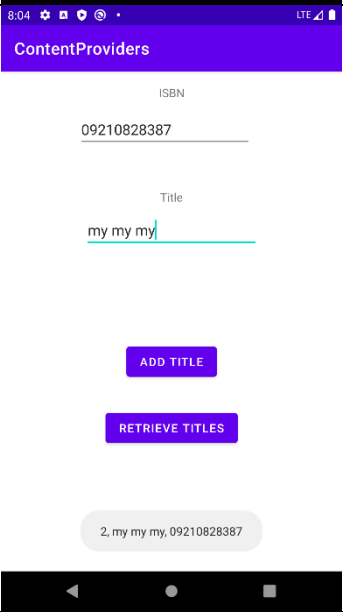 8:04 LTE
ContentProviders
ISBN
09210828387
Title
my my my
ADD TITLE
RETRIEVE TITLES
2, my my my, 09210828387